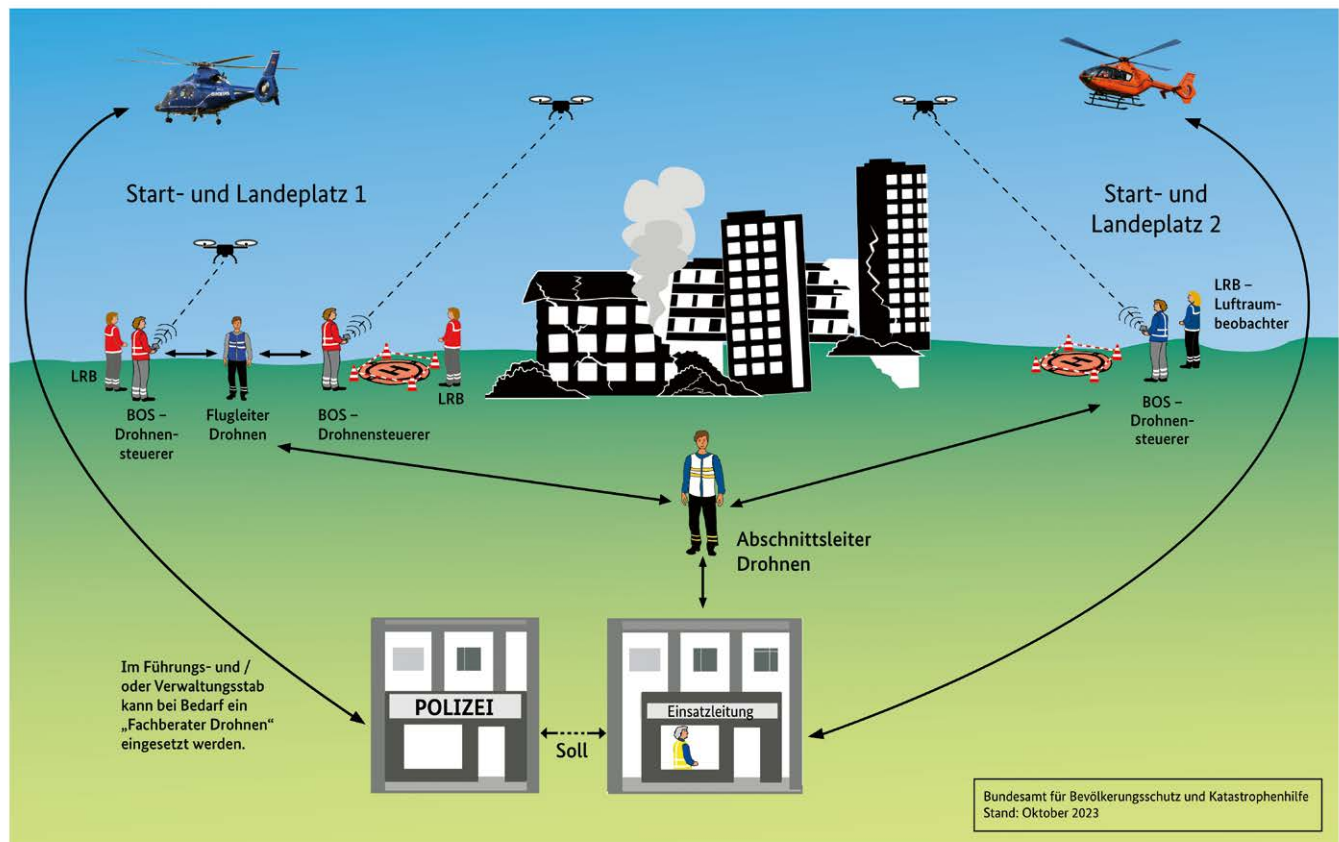 Start- und Landeplatz 1
Start- und
Landeplatz 2
LRB –
Luftraum-
beobachter
LRB
BOS –
Drohnen-
steuerer
Flugleiter
Drohnen
BOS –
Drohnensteuerer
LRB
BOS –
Drohnen-
steuerer
H
H
Abschnittsleiter
Drohnen
Im Führungs- und /
oder Verwaltungsstab
kann bei Bedarf ein
„Fachberater Drohnen“
eingesetzt werden.
POLIZEI
Soll
Einsatzleitung
Bundesamt für Bevölkerungsschutz und Katastrophenhilfe
Stand: Oktober 2023